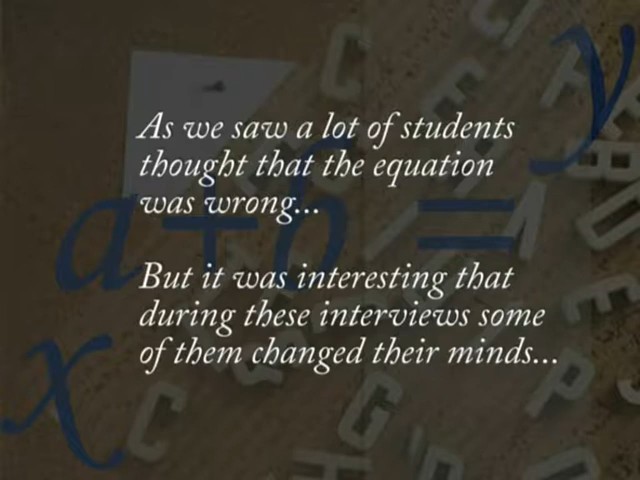 As we saw a lot of students
thought that the equation
was wrong...
But it was interesting that
during these interviews some
of them changed their minds...
a+b=
y
x